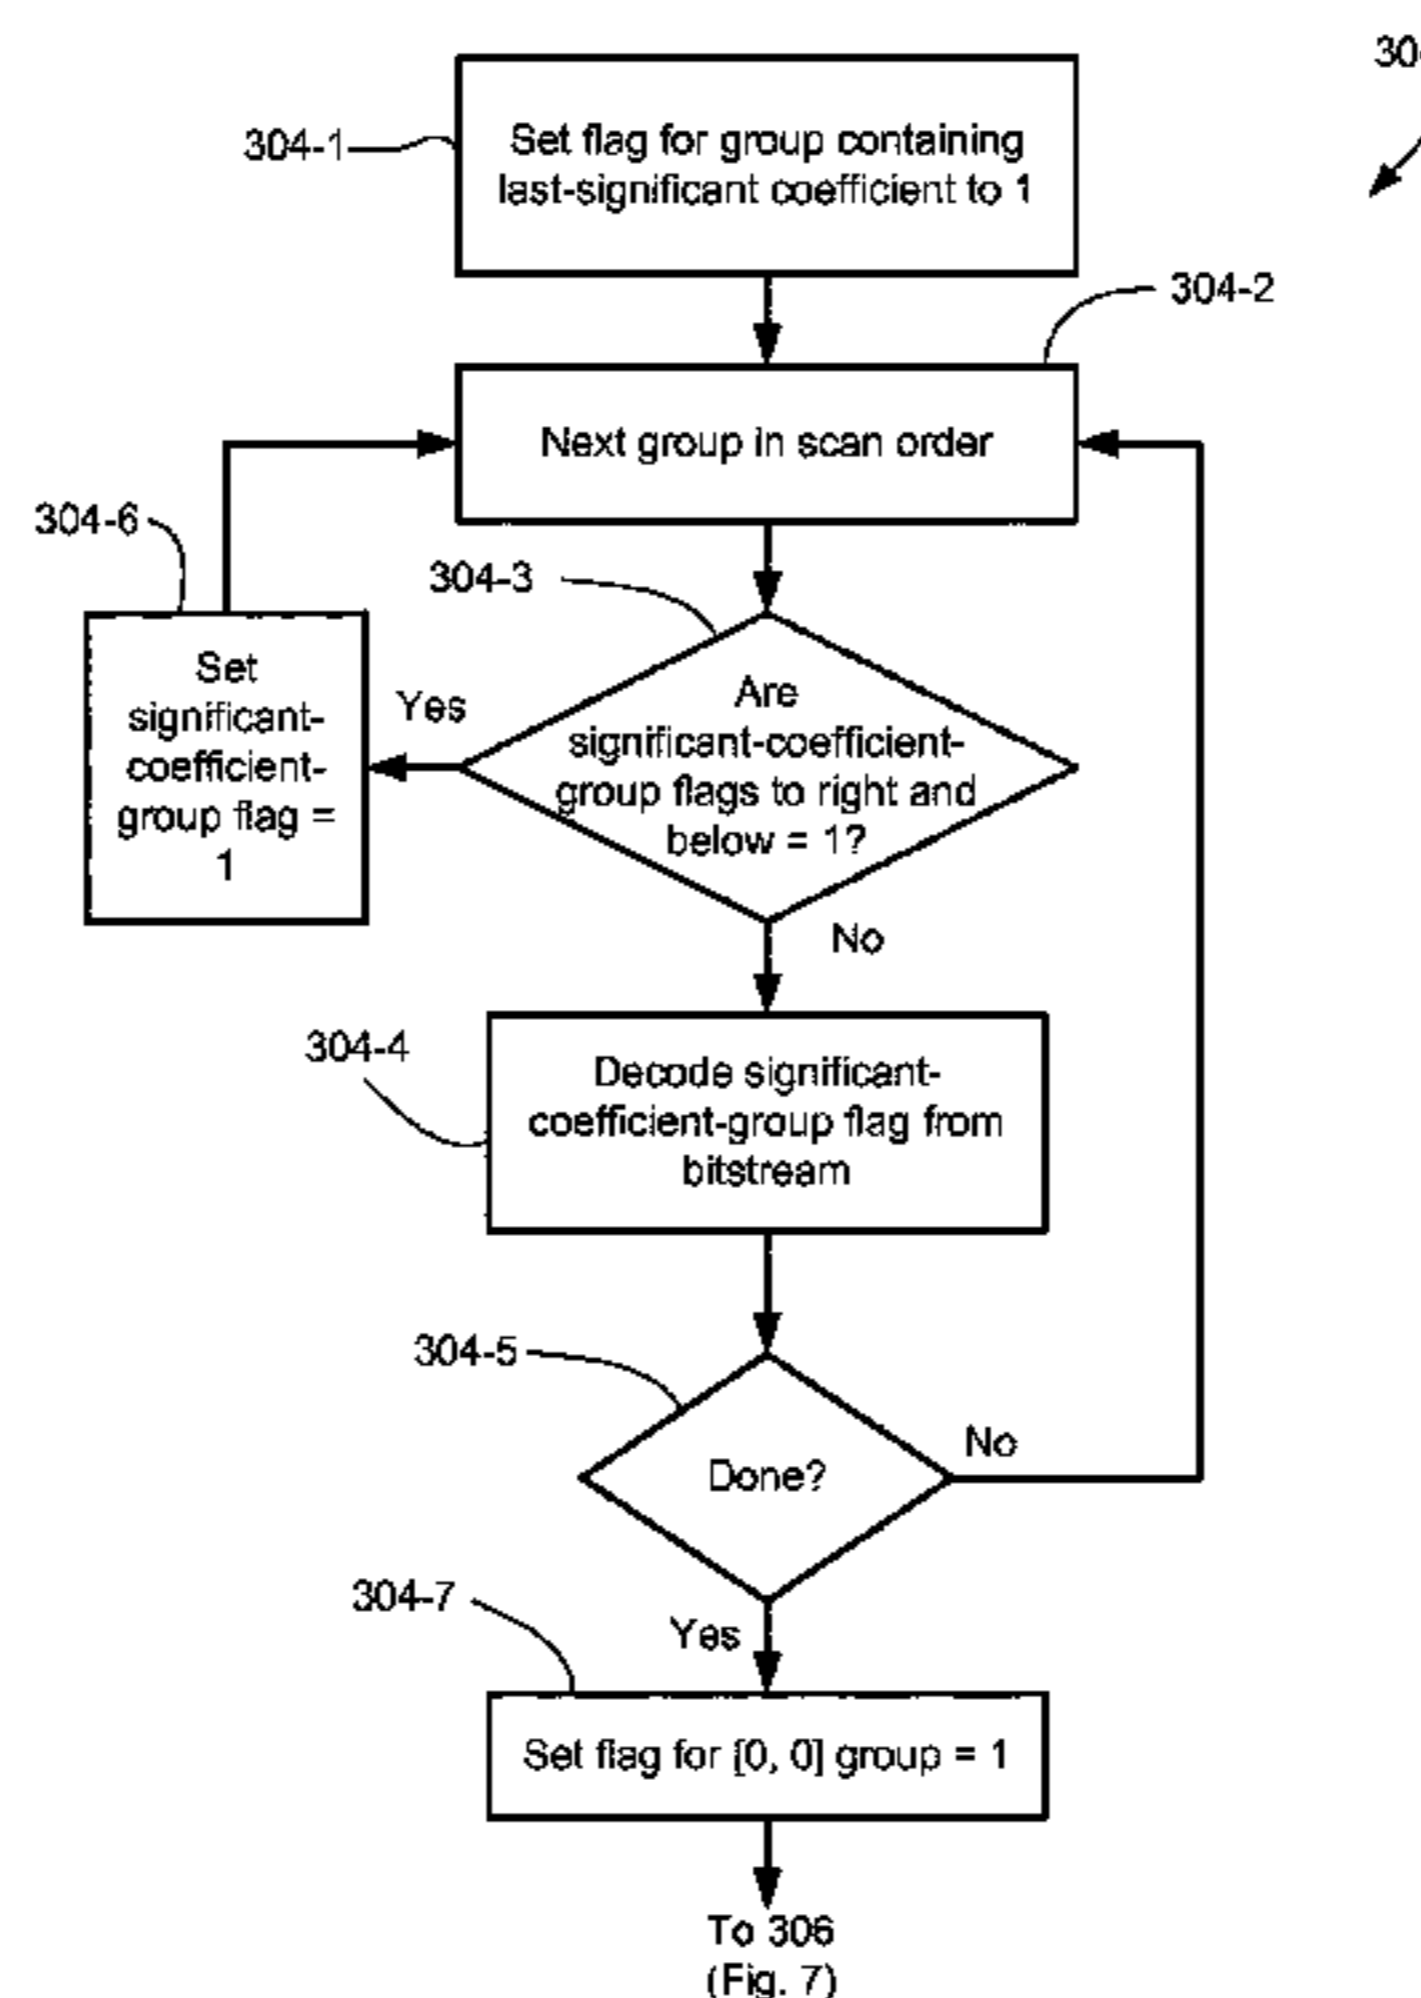 30
304-1
Set flag for group containing
last-significant coefficient to 1
304-2
Next group in scan order
304-6
304-3
Set
significant-
coefficient-
group flag =
1
Yes
Are
significant-coefficient-
group flags to right and
below = 1?
No
304-4
Decode significant-
coefficient-group flag from
bitstream
304-5
Done?
No
304-7
Yes
Set flag for [0, 0] group = 1
To 306
(Fig. 7)